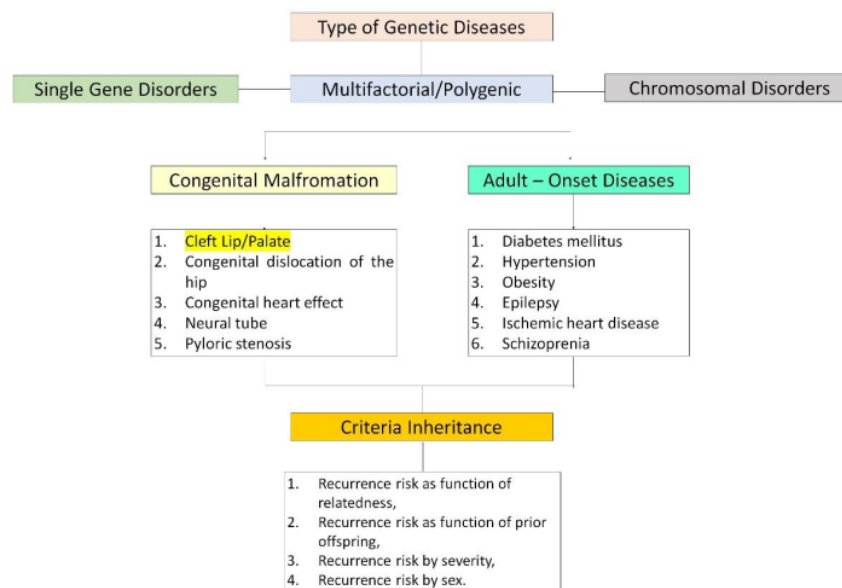 Type of Genetic Diseases
Single Gene Disorders
Multifactorial/Polygenic
Chromosomal Disorders
Congenital Malfromation
Adult – Onset Diseases
1. Cleft Lip/Palate
2. Congenital dislocation of the
hip
3. Congenital heart effect
4. Neural tube
5. Pyloric stenosis
1. Diabetes mellitus
2. Hypertension
3. Obesity
4. Epilepsy
5. Ischemic heart disease
6. Schizoprenia
Criteria Inheritance
1. Recurrence risk as function of
relatedness,
2. Recurrence risk as function of prior
offspring,
3. Recurrence risk by severity,
4. Recurrence risk by sex.